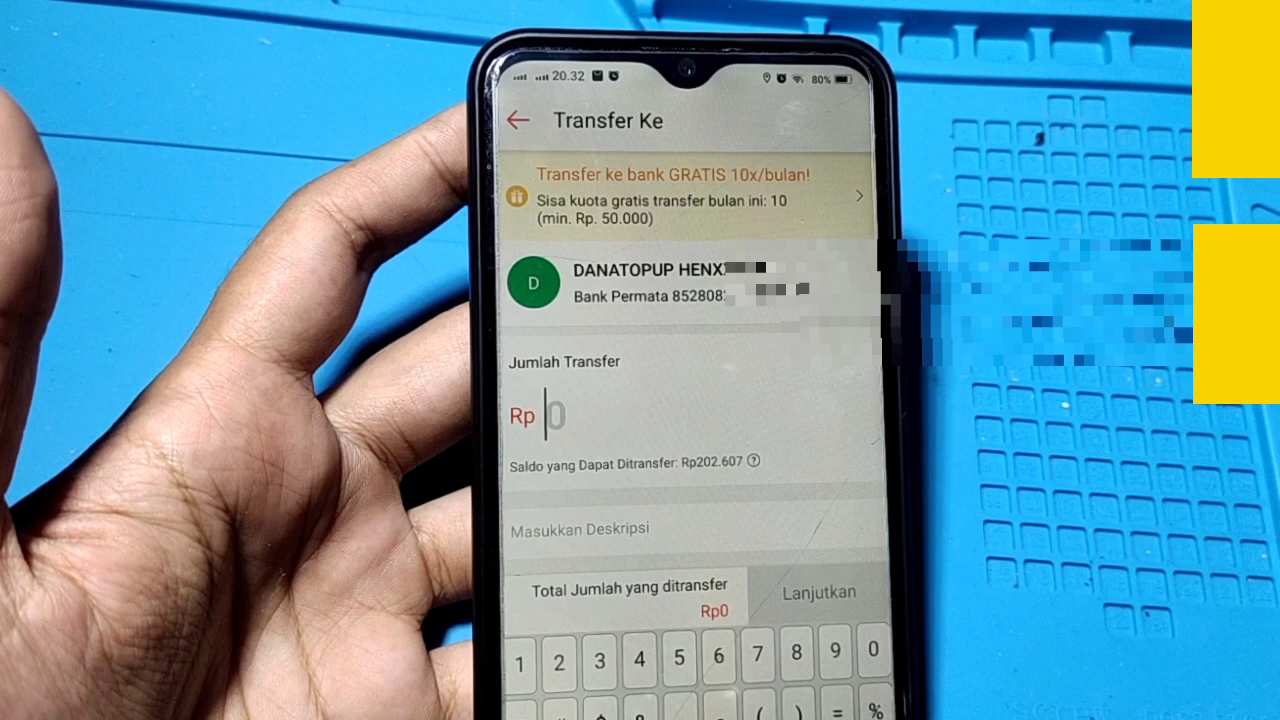 20.32 80%
Transfer Ke
Transfer ke bank GRATIS 10x/bulan!
Sisa kuota gratis transfer bulan ini: 10
(min. Rp. 50.000)
D
DANATOPUP HENX
Bank Permata 852808
Jumlah Transfer
Rp 0
Saldo yang Dapat Ditransfer: Rp202.607 ?
Masukkan Deskripsi
Total Jumlah yang ditransfer
Rp0
Lanjutkan
1 2 3 4 5 6 7 8 9 0
( ) = %